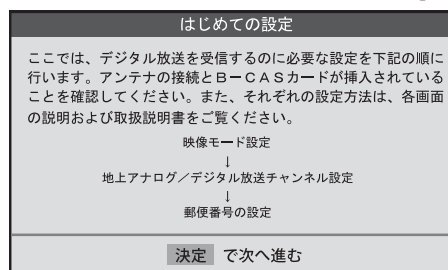 はじめての設定
ここでは、デジタル放送を受信するのに必要な設定を下記の順に
行います。アンテナの接続とB－CASカードが挿入されている
ことを確認してください。また、それぞれの設定方法は、各画面
の説明および取扱説明書をご覧ください。
映像モード設定
↓
地上アナログ／デジタル放送チャンネル設定
↓
郵便番号の設定
決定 で次へ進む